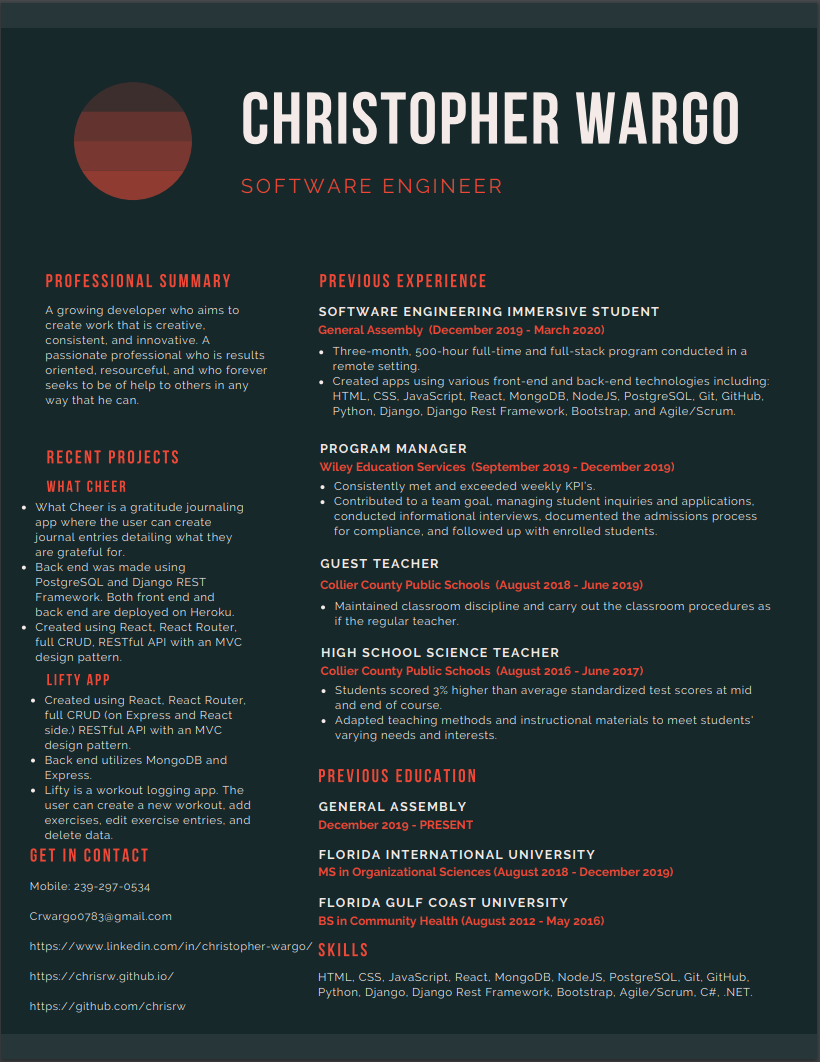 CHRISTOPHER WARGO
SOFTWARE ENGINEER
PROFESSIONAL SUMMARY
A growing developer who aims to
create work that is creative,
consistent, and innovative. A
passionate professional who is results
oriented, resourceful, and who forever
seeks to be of help to others in any
way that he can.
RECENT PROJECTS
WHAT CHEER
• What Cheer is a gratitude journaling
app where the user can create
journal entries detailing what they
are grateful for.
• Back end was made using
PostgreSQL and Django REST
Framework. Both front end and
back end are deployed on Heroku.
• Created using React, React Router,
full CRUD, RESTful API with an MVC
design pattern.
LIFTY APP
• Created using React, React Router,
full CRUD (on Express and React
side.) RESTful API with an MVC
design pattern.
• Back end utilizes MongoDB and
Express.
• Lifty is a workout logging app. The
user can create a new workout, add
exercises, edit exercise entries, and
delete data.
GET IN CONTACT
Mobile: 239-297-0534
Crwargo0783@gmail.com
https://www.linkedin.com/in/christopher-wargo/
https://chrisrw.github.io/
https://github.com/chrisrw
PREVIOUS EXPERIENCE
SOFTWARE ENGINEERING IMMERSIVE STUDENT
General Assembly (December 2019 - March 2020)
• Three-month, 500-hour full-time and full-stack program conducted in a
remote setting.
• Created apps using various front-end and back-end technologies including:
HTML, CSS, JavaScript, React, MongoDB, NodeJS, PostgreSQL, Git, GitHub,
Python, Django, Django Rest Framework, Bootstrap, and Agile/Scrum.
PROGRAM MANAGER
Wiley Education Services (September 2019 - December 2019)
• Consistently met and exceeded weekly KPI's.
• Contributed to a team goal, managing student inquiries and applications,
conducted informational interviews, documented the admissions process
for compliance, and followed up with enrolled students.
GUEST TEACHER
Collier County Public Schools (August 2018 - June 2019)
• Maintained classroom discipline and carry out the classroom procedures as
if the regular teacher.
HIGH SCHOOL SCIENCE TEACHER
Collier County Public Schools (August 2016 - June 2017)
• Students scored 3% higher than average standardized test scores at mid
and end of course.
• Adapted teaching methods and instructional materials to meet students'
varying needs and interests.
PREVIOUS EDUCATION
GENERAL ASSEMBLY
December 2019 - PRESENT
FLORIDA INTERNATIONAL UNIVERSITY
MS in Organizational Sciences (August 2018 - December 2019)
FLORIDA GULF COAST UNIVERSITY
BS in Community Health (August 2012 - May 2016)
SKILLS
HTML, CSS, JavaScript, React, MongoDB, NodeJS, PostgreSQL, Git, GitHub,
Python, Django, Django Rest Framework, Bootstrap, Agile/Scrum, C#, .NET.